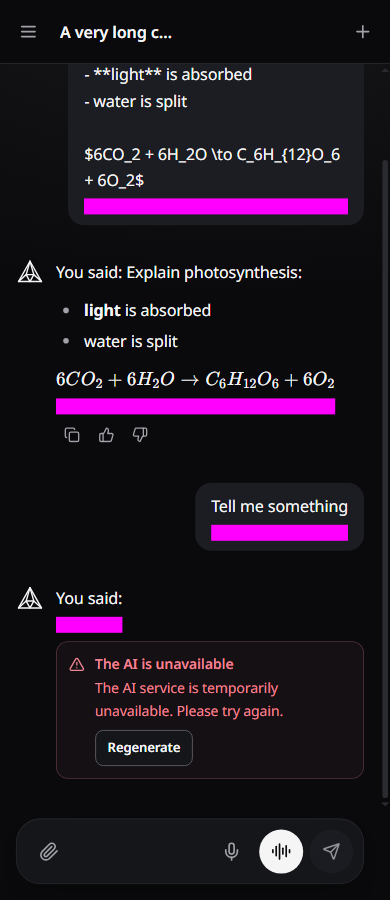 A very long c...
- **light** is absorbed
- water is split
$6CO_2 + 6H_2O \to C_6H_{12}O_6
+ 6O_2$
You said: Explain photosynthesis:
• light is absorbed
• water is split
6CO₂ + 6H₂O → C₆H₁₂O₆ + 6O₂
Tell me something
You said:
The AI is unavailable
The AI service is temporarily
unavailable. Please try again.
Regenerate